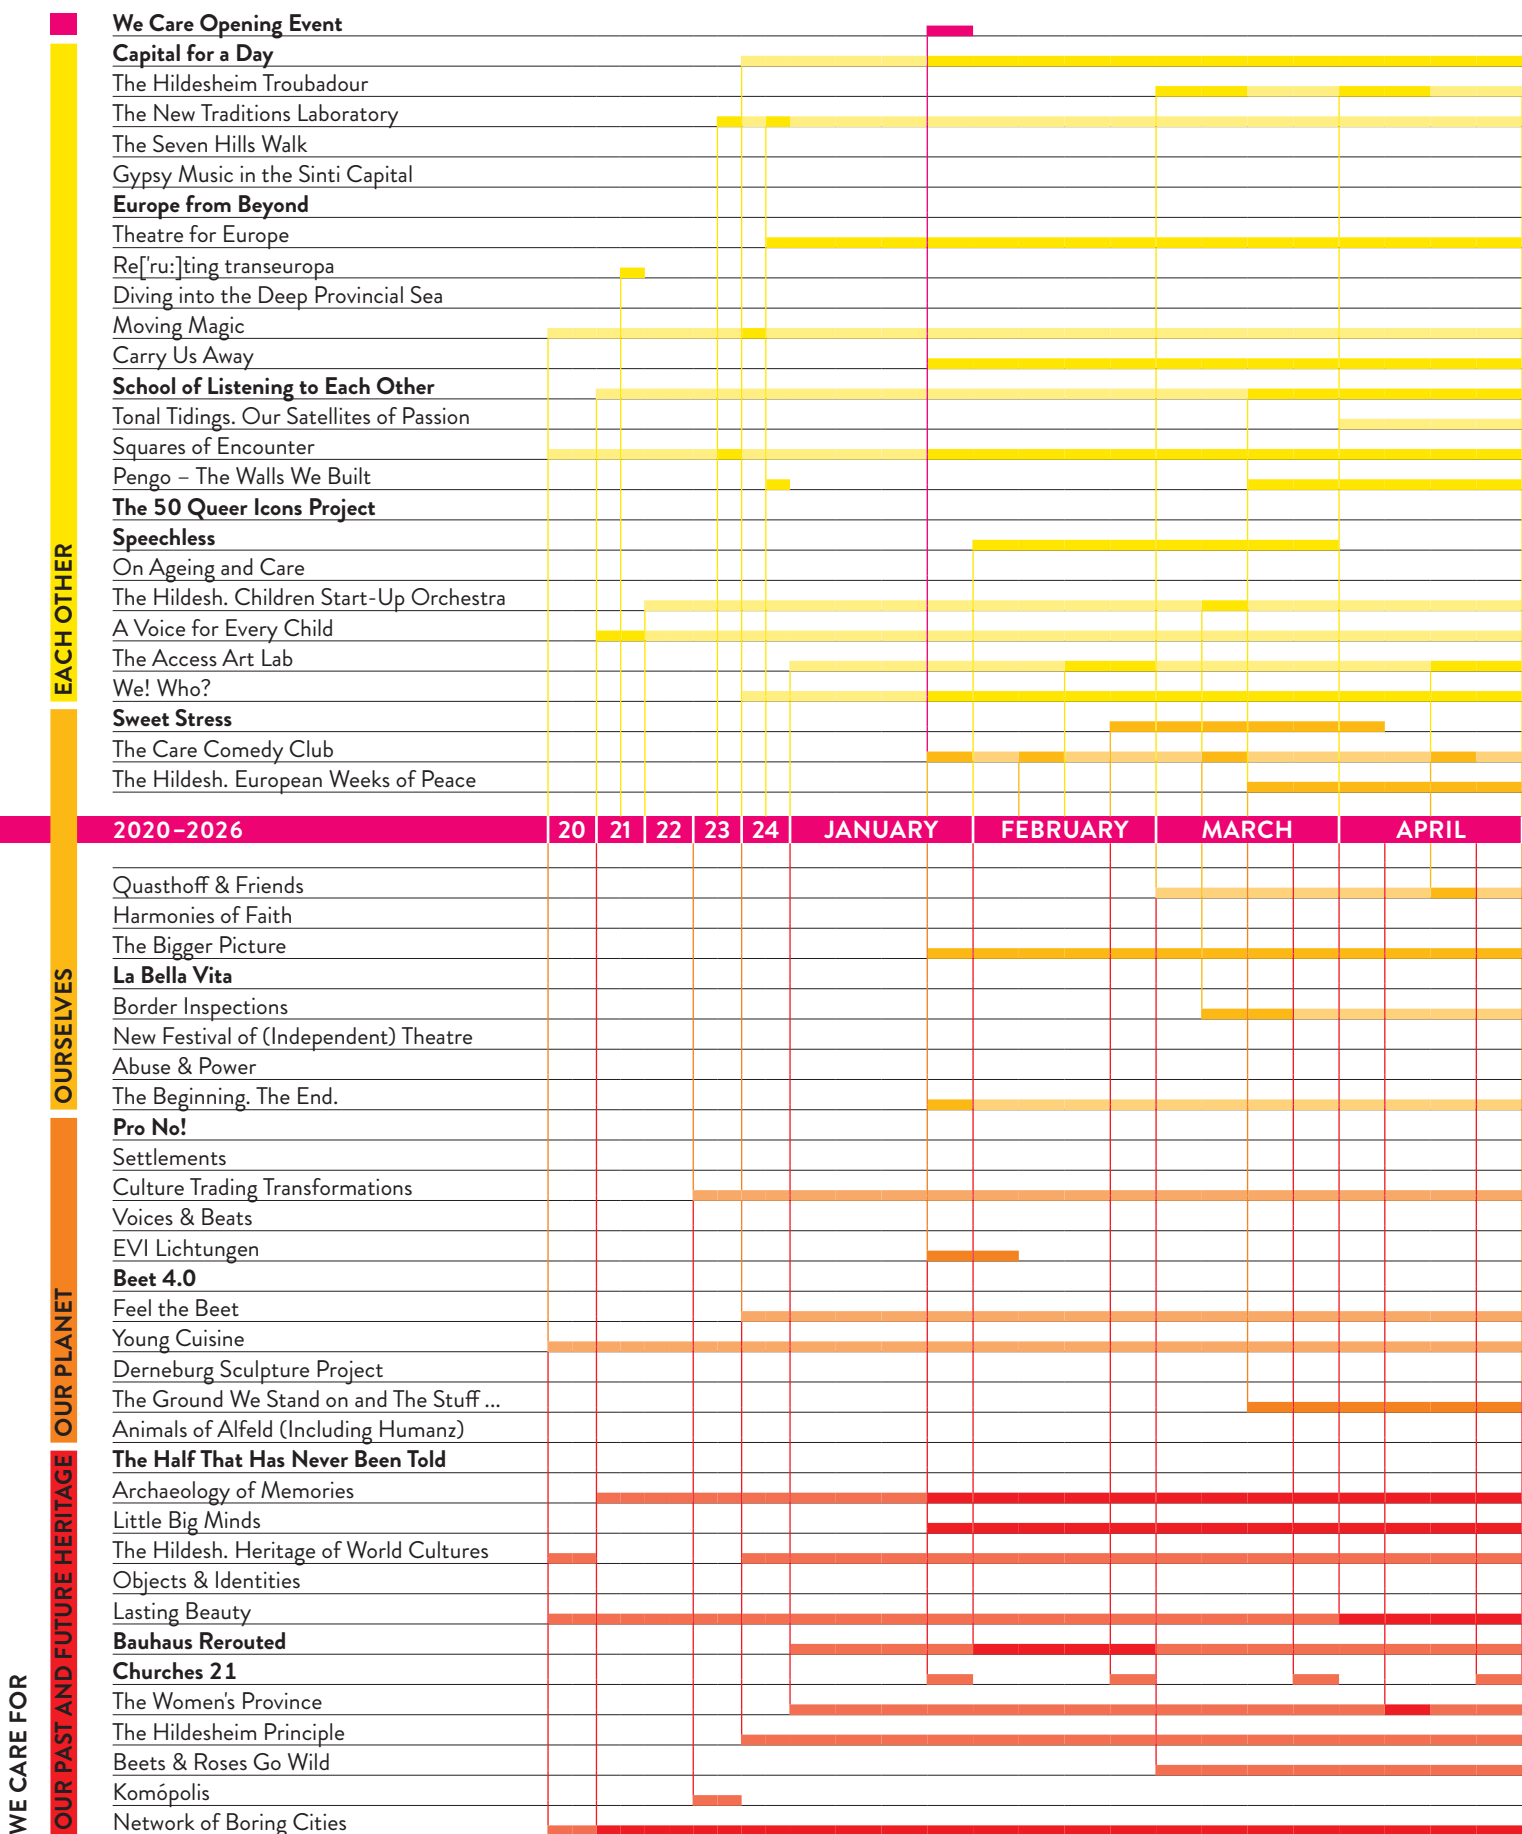 We Care Opening Event
Capital for a Day
The Hildesheim Troubadour
The New Traditions Laboratory
The Seven Hills Walk
Gypsy Music in the Sinti Capital
Europe from Beyond
Theatre for Europe
Re['ru:]ting transeuropa
Diving into the Deep Provincial Sea
Moving Magic
Carry Us Away
School of Listening to Each Other
Tonal Tidings. Our Satellites of Passion
Squares of Encounter
Pengo – The Walls We Built
The 50 Queer Icons Project
Speechless
On Ageing and Care
The Hildesh. Children Start-Up Orchestra
A Voice for Every Child
The Access Art Lab
We! Who?
EACH OTHER
Sweet Stress
The Care Comedy Club
The Hildesh. European Weeks of Peace
2020–2026 20 21 22 23 24 JANUARY FEBRUARY MARCH APRIL
Quasthoff & Friends
Harmonies of Faith
The Bigger Picture
La Bella Vita
Border Inspections
New Festival of (Independent) Theatre
Abuse & Power
The Beginning. The End.
OURSELVES
Pro No!
Settlements
Culture Trading Transformations
Voices & Beats
EVI Lichtungen
Beet 4.0
Feel the Beet
Young Cuisine
Derneburg Sculpture Project
The Ground We Stand on and The Stuff ...
Animals of Alfeld (Including Humanz)
OUR PLANET
The Half That Has Never Been Told
Archaeology of Memories
Little Big Minds
The Hildesh. Heritage of World Cultures
Objects & Identities
Lasting Beauty
Bauhaus Rerouted
Churches 21
The Women's Province
The Hildesheim Principle
Beets & Roses Go Wild
Komópolis
Network of Boring Cities
OUR PAST AND FUTURE HERITAGE
WE CARE FOR